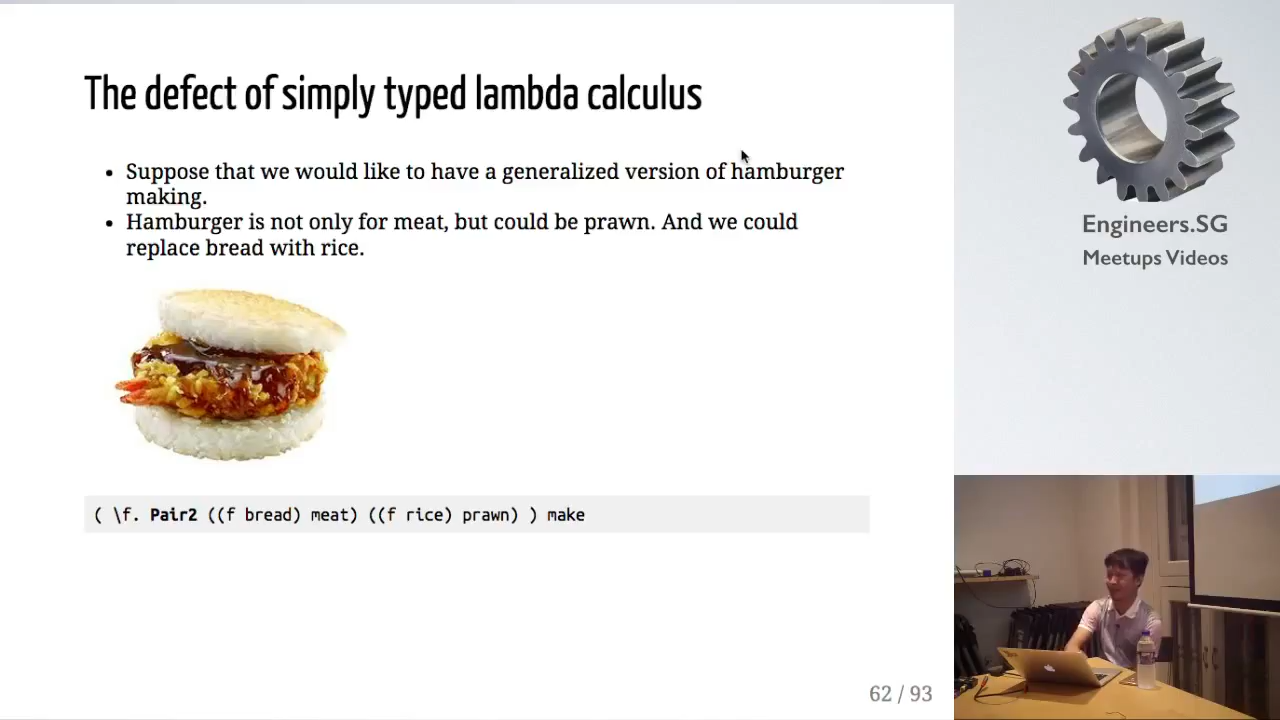 The defect of simply typed lambda calculus
• Suppose that we would like to have a generalized version of hamburger
making.
• Hamburger is not only for meat, but could be prawn. And we could
replace bread with rice.
( \f. Pair2 ((f bread) meat) ((f rice) prawn) ) make
62 / 93
Engineers.SG
Meetups Videos